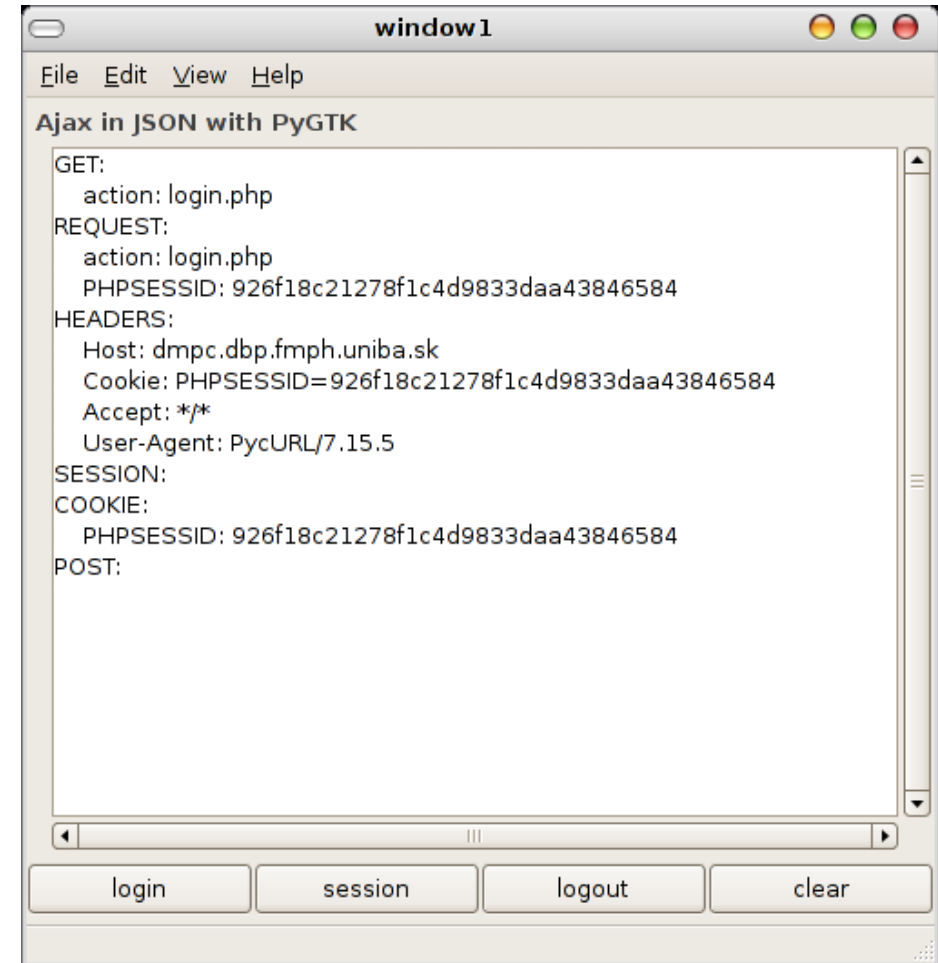 window1
File Edit View Help
Ajax in JSON with PyGTK
GET:
action: login.php
REQUEST:
action: login.php
PHPSESSID: 926f18c21278f1c4d9833daa43846584
HEADERS:
Host: dmpc.dbp.fmph.uniba.sk
Cookie: PHPSESSID=926f18c21278f1c4d9833daa43846584
Accept: */*
User-Agent: PycURL/7.15.5
SESSION:
COOKIE:
PHPSESSID: 926f18c21278f1c4d9833daa43846584
POST:
login session logout clear